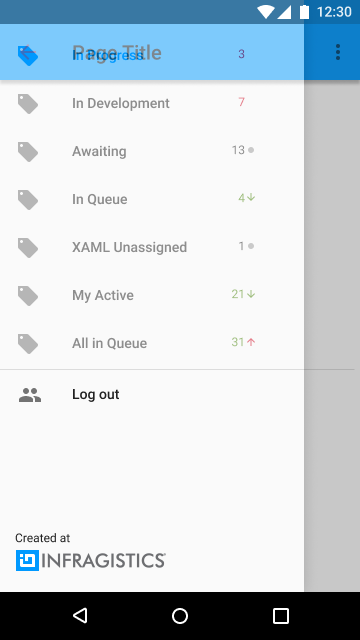 12:30
Page Title
In Progress 3
In Development 7
Awaiting 13
In Queue 4
XAML Unassigned 1
My Active 21
All in Queue 31
Log out
Created at
INFRAGISTICS